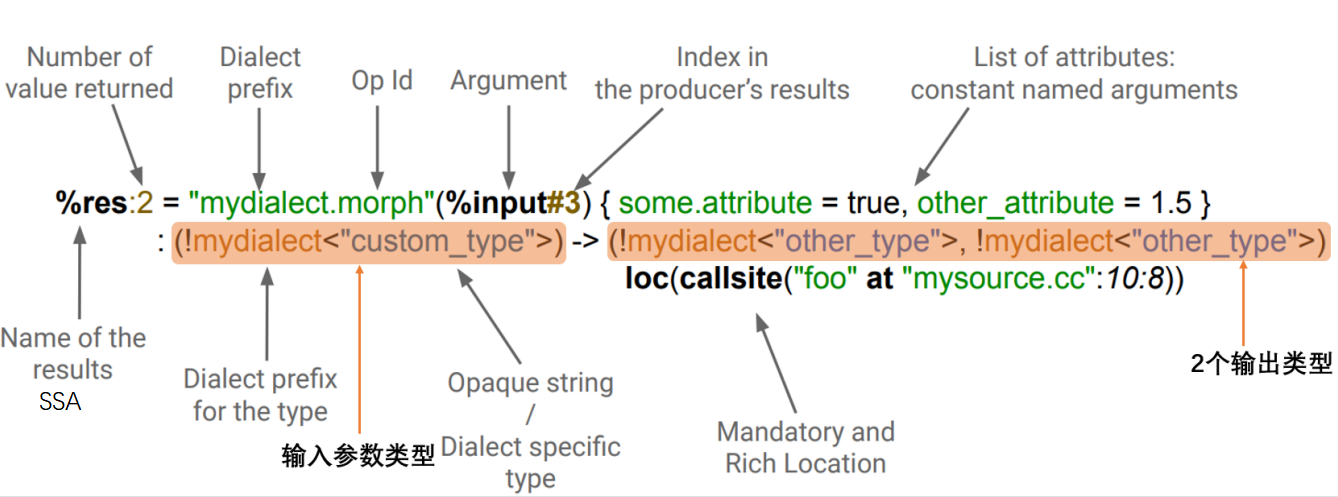 Number of
value returned
Dialect
prefix
Op Id
Argument
Index in
the producer's results
List of attributes:
constant named arguments
%res:2 = "mydialect.morph"(%input#3) { some.attribute = true, other_attribute = 1.5 }
: (!mydialect<"custom_type">) -> (!mydialect<"other_type">, !mydialect<"other_type">)
loc(callsite("foo" at "mysource.cc":10:8))
Name of the
results
SSA
Dialect prefix
for the type
输入参数类型
Opaque string
/
Dialect specific
type
Mandatory and
Rich Location
2个输出类型